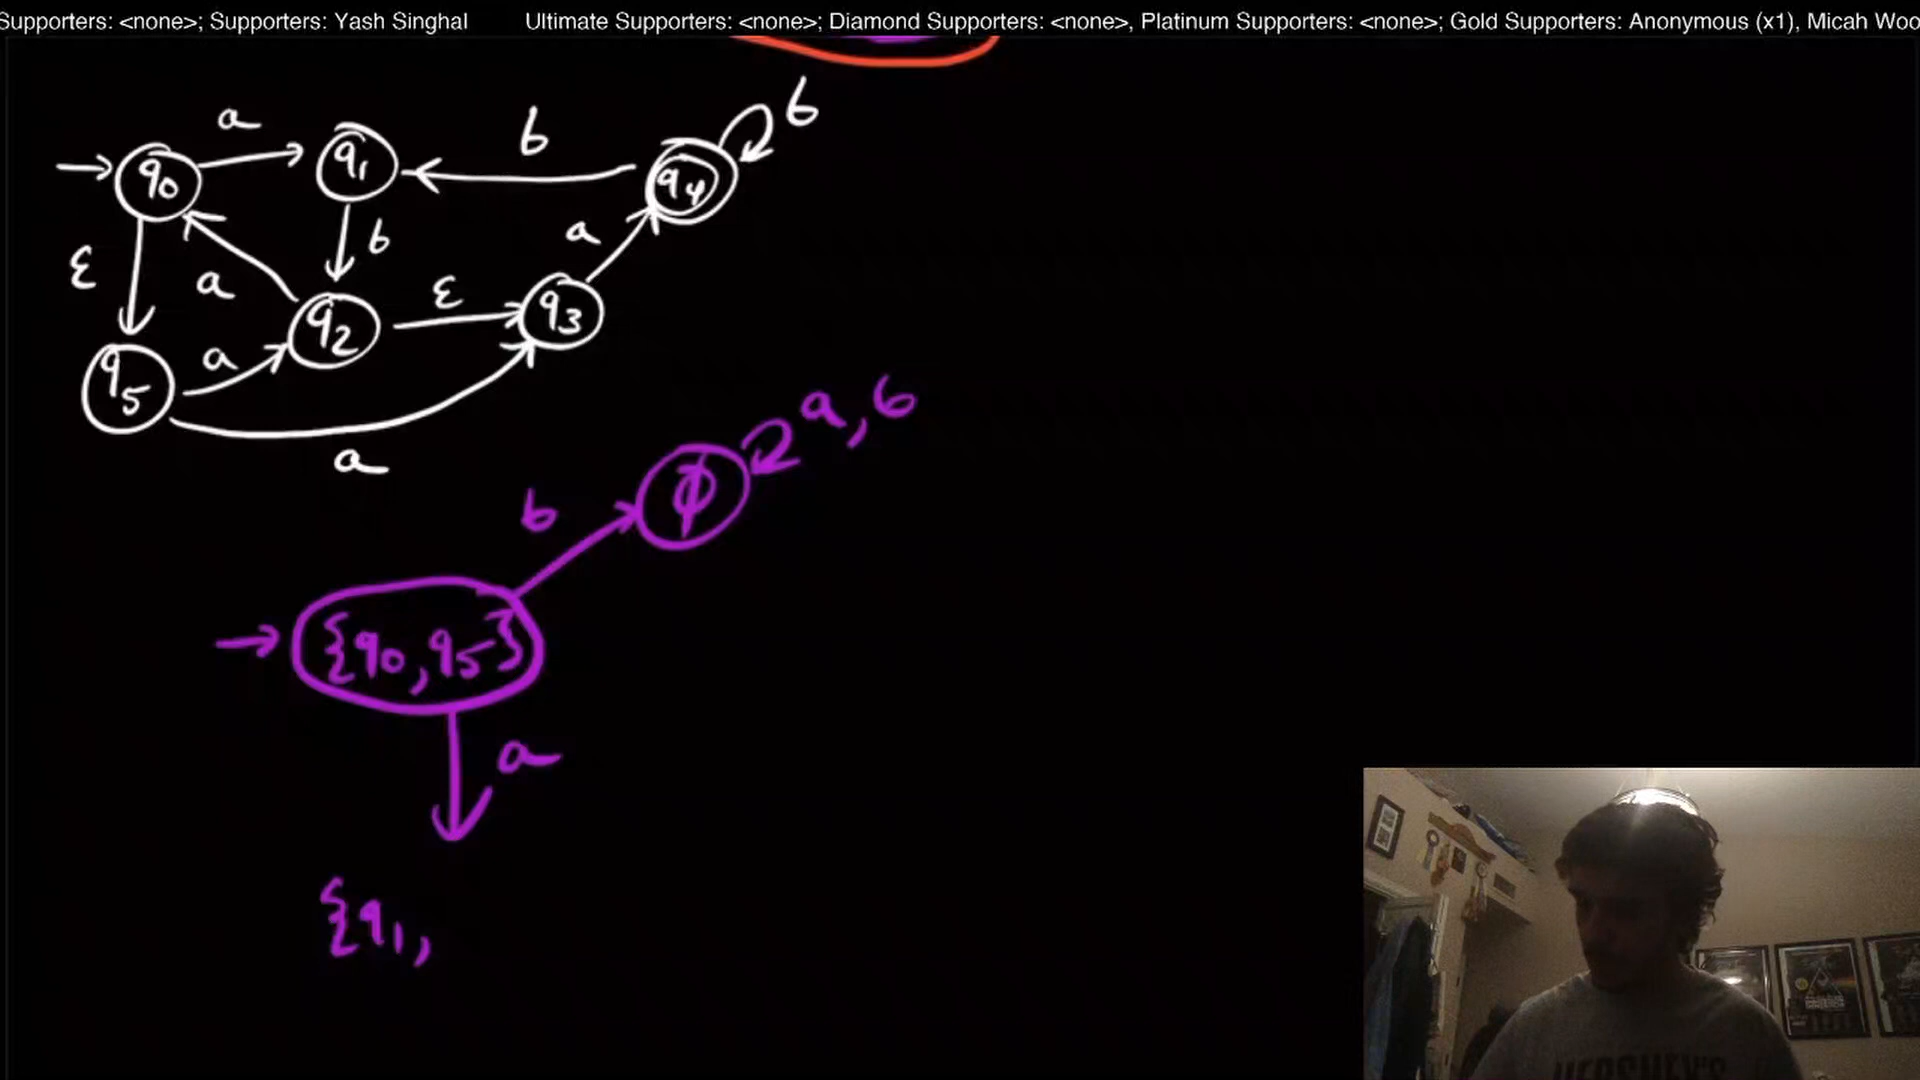 Supporters: <none>; Supporters: Yash Singhal Ultimate Supporters: <none>; Diamond Supporters: <none>, Platinum Supporters: <none>; Gold Supporters: Anonymous (x1), Micah Woo
a b b
q0 q1 q4
ε a b a
ε
q5 a q2 q3
a
a, b
b ϕ
{q0, q5}
a
{q1,
HERSHEY'S